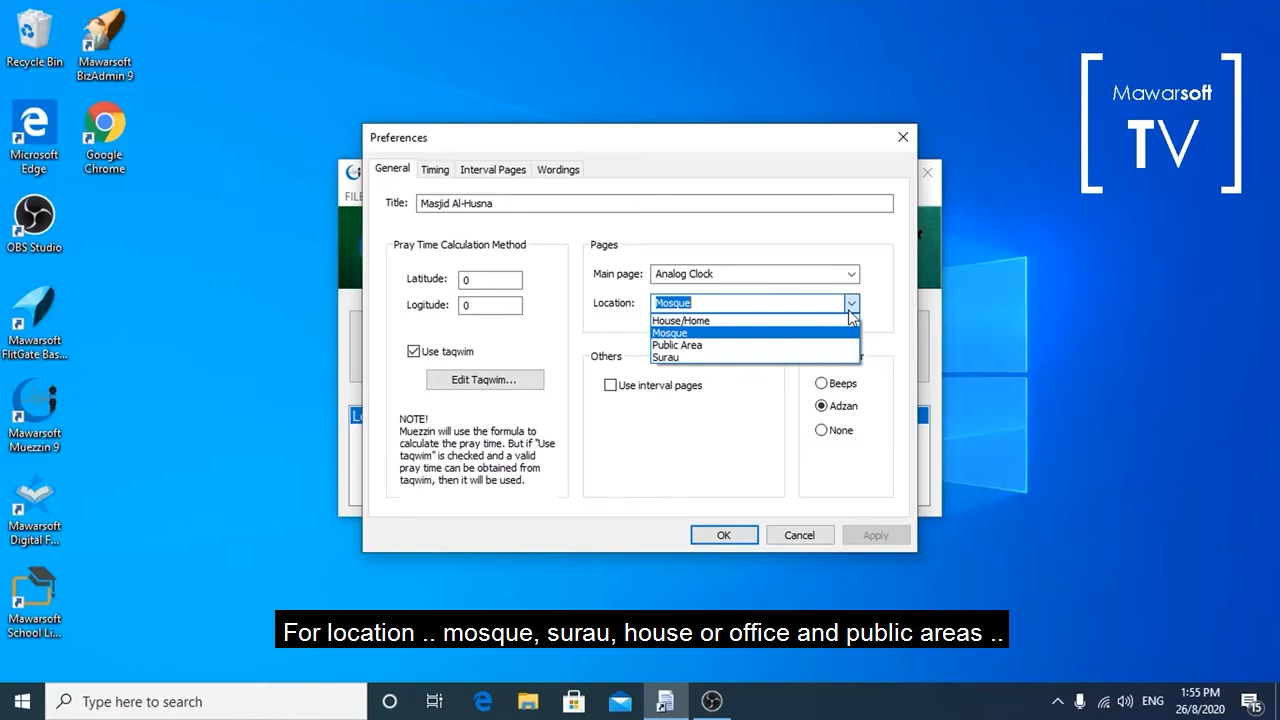 Recycle Bin
Mawarsoft
BizAdmin 9
Microsoft
Edge
Google
Chrome
OBS Studio
Mawarsoft
FlitGate Bas...
Mawarsoft
Muezzin 9
Mawarsoft
Digital F...
Mawarsoft
School Li...
Mawarsoft
TV
Preferences
General
Timing
Interval Pages
Wordings
Title:
Masjid Al-Husna
Pray Time Calculation Method
Latitude:
0
Logitude:
0
Use taqwim
Edit Taqwim...
NOTE!
Muezzin will use the formula to
calculate the pray time. But if "Use
taqwim" is checked and a valid
pray time can be obtained from
taqwim, then it will be used.
Pages
Main page:
Analog Clock
Location:
Mosque
House/Home
Mosque
Public Area
Surau
Others
Use interval pages
Beeps
Adzan
None
OK
Cancel
Apply
For location .. mosque, surau, house or office and public areas ..
Type here to search
ENG
1:55 PM
26/8/2020
15